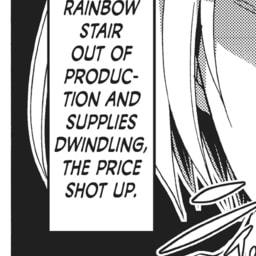 RAINBOW
STAIR
OUT OF
PRODUC-
TION AND
SUPPLIES
DWINDLING,
THE PRICE
SHOT UP.